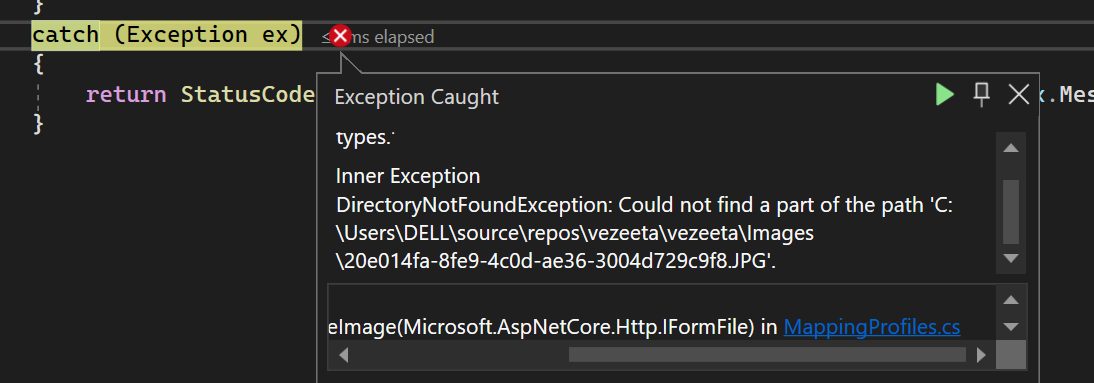 }
catch (Exception ex) ms elapsed
{
return StatusCode
}
Exception Caught
x.Mes
types.'
Inner Exception
DirectoryNotFoundException: Could not find a part of the path 'C:
\Users\DELL\source\repos\vezeeta\vezeeta\Images
\20e014fa-8fe9-4c0d-ae36-3004d729c9f8.JPG'.
eImage(Microsoft.AspNetCore.Http.IFormFile) in MappingProfiles.cs